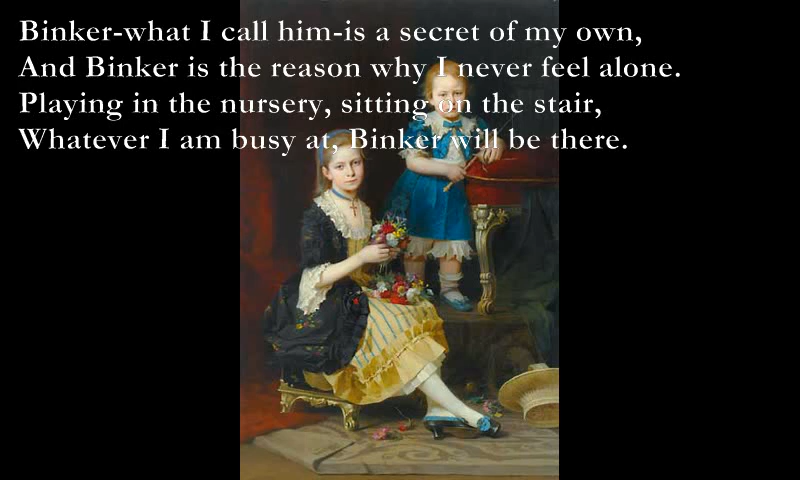 Binker-what I call him-is a secret of my own,
And Binker is the reason why I never feel alone.
Playing in the nursery, sitting on the stair,
Whatever I am busy at, Binker will be there.